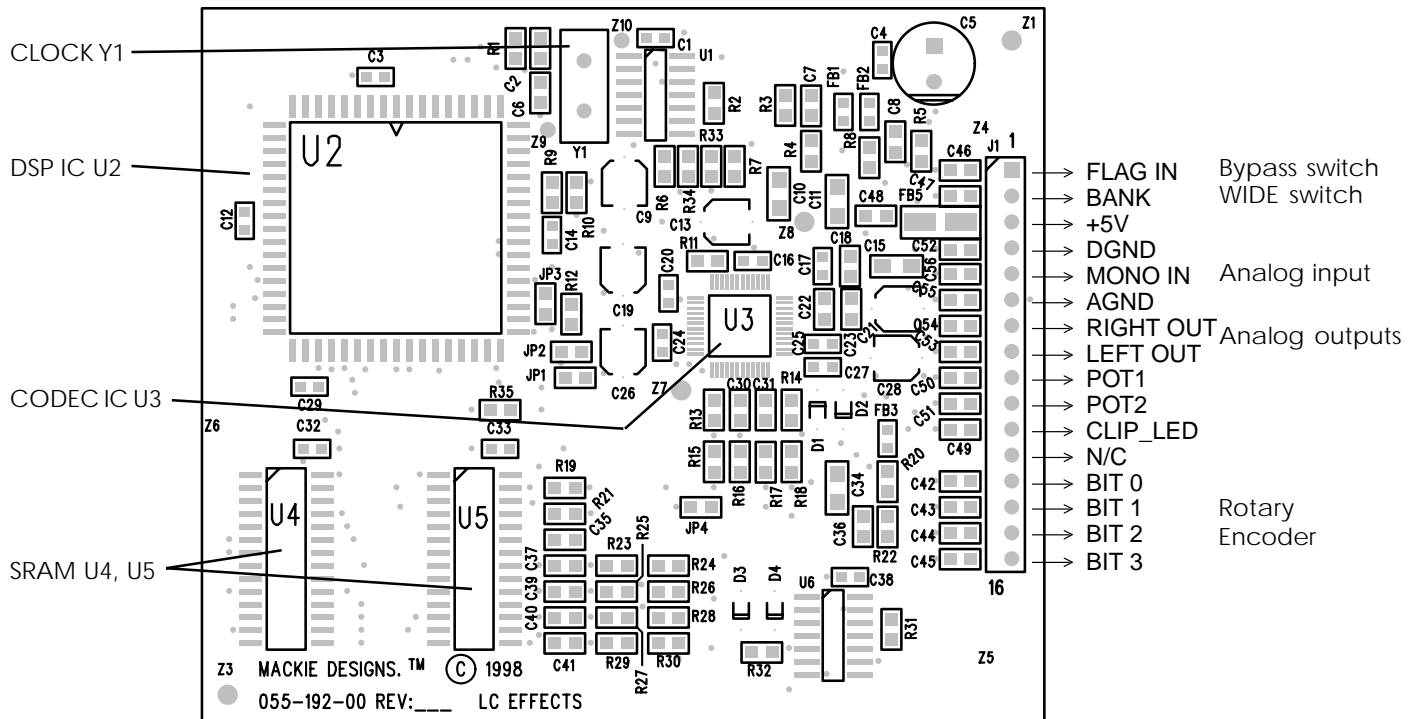 CLOCK Y1
DSP IC U2
CODEC IC U3
SRAM U4, U5
C3
R1
C2
C6
Z10
C1
U1
R2
R3
C7
FB1
FB2
C4
C5
Z1
C8
R5
R8
R4
U2
Z9
Y1
R9
R10
C14
C12
R33
R7
R6
R34
C9
C13
C10
C11
Z8
C48
FB5
C47
C46
Z4
J1
1
JP3
R12
C19
C20
R11
C16
C17
C18
C15
C52
C56
C55
C54
C53
U3
C22
C23
C21
C25
C24
C27
C28
C50
C51
C49
JP2
JP1
C26
Z7
C29
R35
C32
C33
Z6
C30
C31
R14
R13
D1
D2
FB3
R15
R16
R17
R18
C34
R20
C36
R22
C42
C43
C44
C45
U4
U5
R19
R21
C35
C37
C39
C40
C41
R23
R25
R24
R26
R28
R29
R27
R30
JP4
D3
D4
U6
C38
R31
R32
16
Z5
Z3
MACKIE DESIGNS.™ © 1998
055-192-00 REV:___ LC EFFECTS
FLAG IN
Bypass switch
BANK
WIDE switch
+5V
DGND
MONO IN
Analog input
AGND
RIGHT OUT
Analog outputs
LEFT OUT
POT1
POT2
CLIP_LED
N/C
BIT 0
BIT 1
Rotary
BIT 2
Encoder
BIT 3